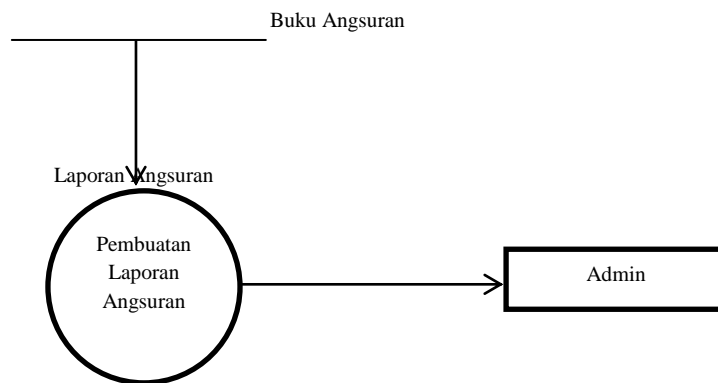 Buku Angsuran
Laporan Angsuran
Pembuatan
Laporan
Angsuran
Admin